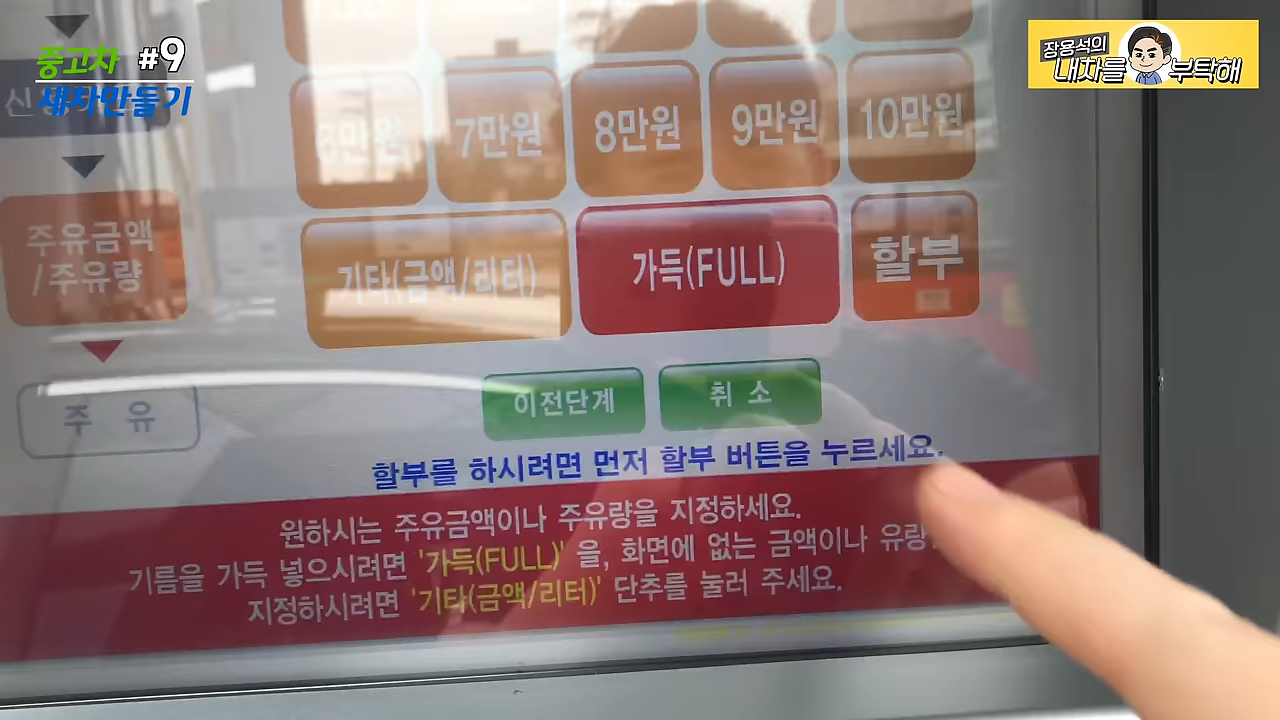 중고차 #9
새차만들기
장용석의
내차를 부탁해
신
6만원 7만원 8만원 9만원 10만원
주유금액
/주유량
기타(금액/리터) 가득(FULL) 할부
이전단계 취 소
주 유
할부를 하시려면 먼저 할부 버튼을 누르세요.
원하시는 주유금액이나 주유량을 지정하세요.
기름을 가득 넣으시려면 '가득(FULL)' 을, 화면에 없는 금액이나 유량
지정하시려면 '기타(금액/리터)' 단추를 눌러 주세요.